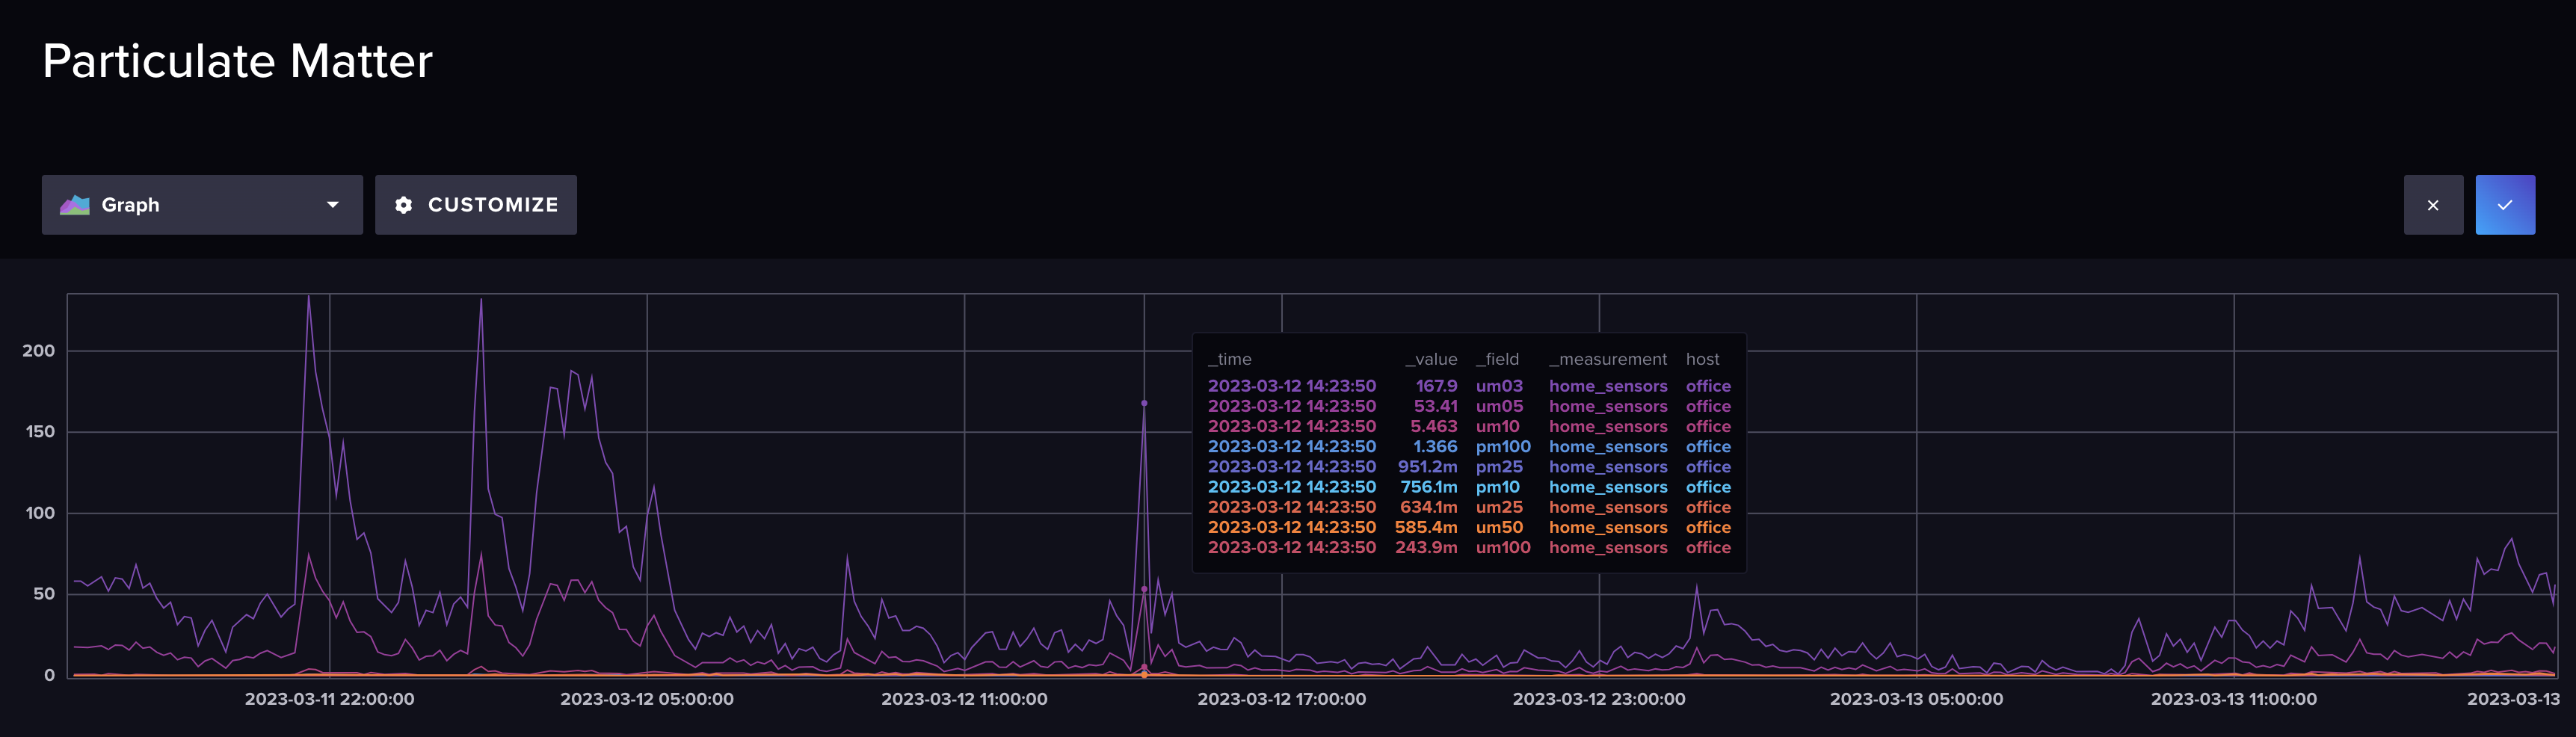 Particulate Matter
Graph CUSTOMIZE
200
150
100
50
0
_time _value _field _measurement host
2023-03-12 14:23:50 167.9 um03 home_sensors office
2023-03-12 14:23:50 53.41 um05 home_sensors office
2023-03-12 14:23:50 5.463 um10 home_sensors office
2023-03-12 14:23:50 1.366 pm100 home_sensors office
2023-03-12 14:23:50 951.2m pm25 home_sensors office
2023-03-12 14:23:50 756.1m pm10 home_sensors office
2023-03-12 14:23:50 634.1m um25 home_sensors office
2023-03-12 14:23:50 585.4m um50 home_sensors office
2023-03-12 14:23:50 243.9m um100 home_sensors office
2023-03-11 22:00:00 2023-03-12 05:00:00 2023-03-12 11:00:00 2023-03-12 17:00:00 2023-03-12 23:00:00 2023-03-13 05:00:00 2023-03-13 11:00:00 2023-03-13